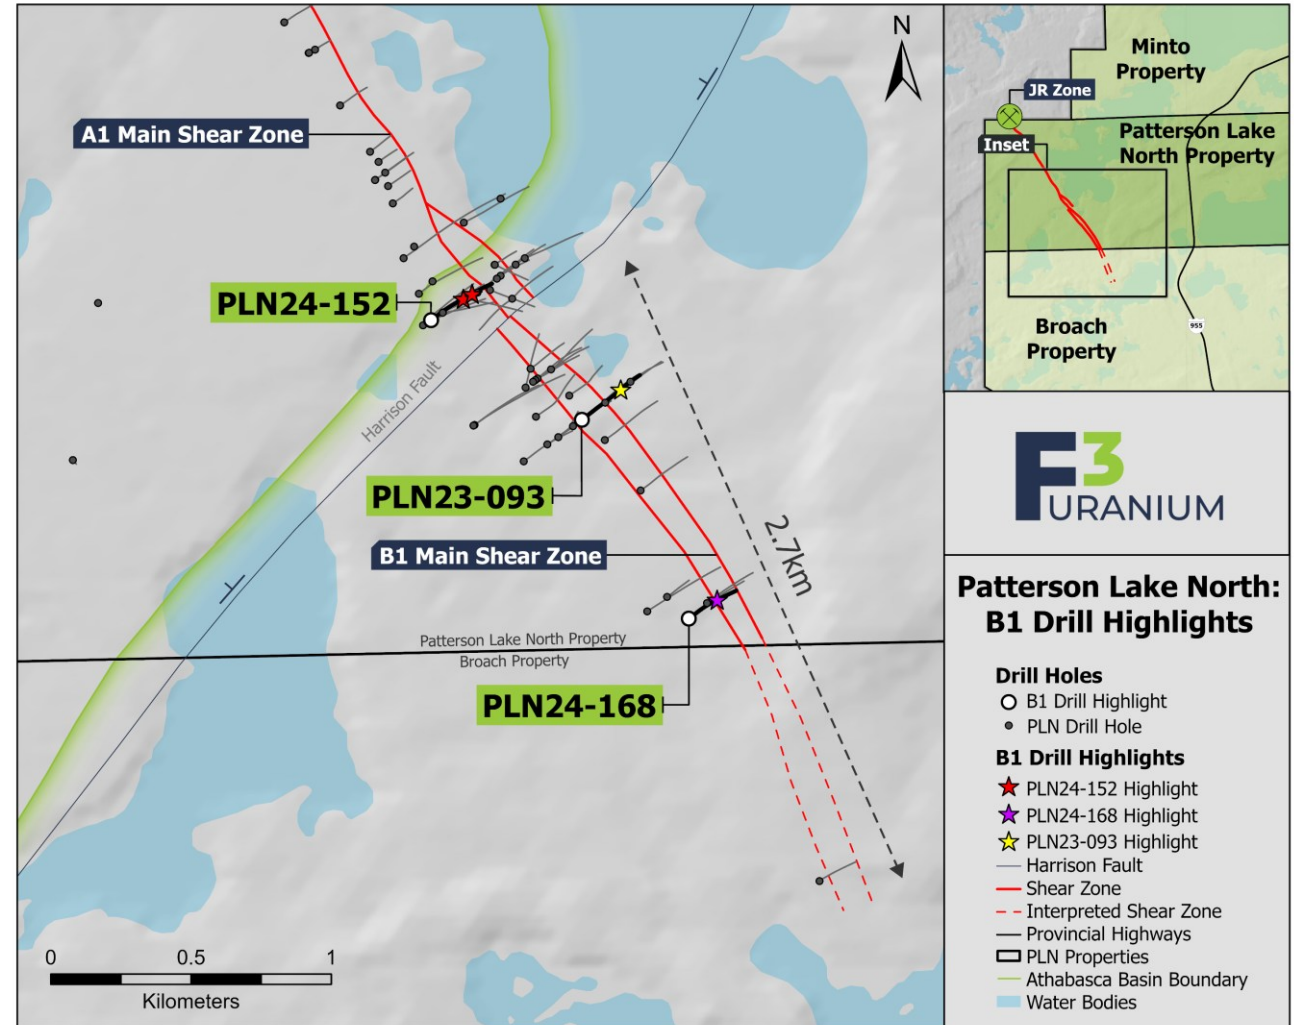 N
A1 Main Shear Zone
PLN24-152
Harrison Fault
PLN23-093
B1 Main Shear Zone
2.7km
Patterson Lake North Property
Broach Property
PLN24-168
0 0.5 1
Kilometers
Minto
Property
JR Zone
Patterson Lake
North Property
Inset
Broach
Property
955
F3
URANIUM
Patterson Lake North:
B1 Drill Highlights
Drill Holes
B1 Drill Highlight
PLN Drill Hole
B1 Drill Highlights
PLN24-152 Highlight
PLN24-168 Highlight
PLN23-093 Highlight
Harrison Fault
Shear Zone
Interpreted Shear Zone
Provincial Highways
PLN Properties
Athabasca Basin Boundary
Water Bodies